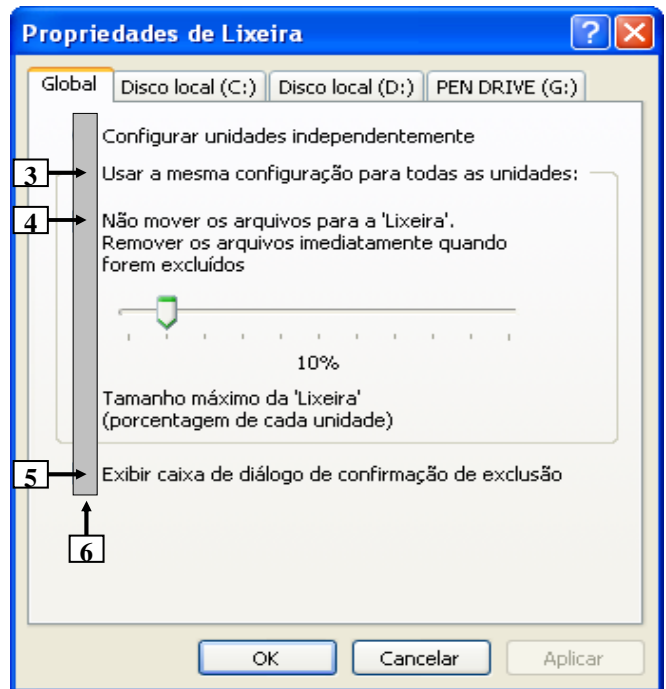 Propriedades de Lixeira
Global Disco local (C:) Disco local (D:) PEN DRIVE (G:)
Configurar unidades independentemente
3 Usar a mesma configuração para todas as unidades:
4 Não mover os arquivos para a 'Lixeira'.
Remover os arquivos imediatamente quando
forem excluídos
10%
Tamanho máximo da 'Lixeira'
(porcentagem de cada unidade)
5 Exibir caixa de diálogo de confirmação de exclusão
6
OK Cancelar Aplicar